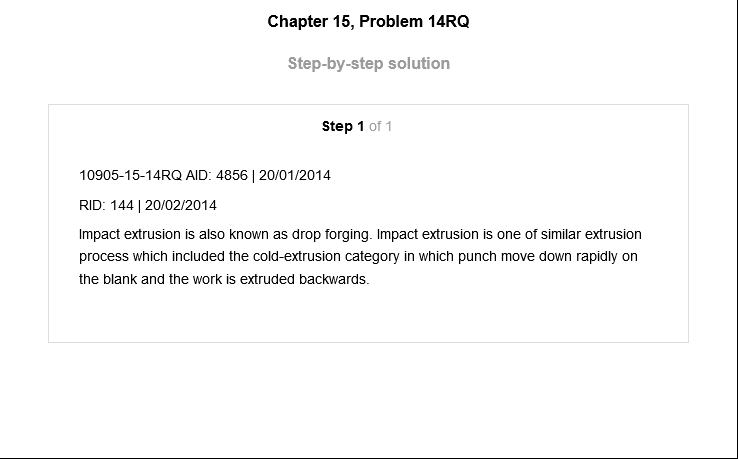 Chapter 15, Problem 14RQ
Step-by-step solution
Step 1 of 1
10905-15-14RQ AID: 4856 | 20/01/2014
RID: 144 | 20/02/2014
Impact extrusion is also known as drop forging. Impact extrusion is one of similar extrusion
process which included the cold-extrusion category in which punch move down rapidly on
the blank and the work is extruded backwards.